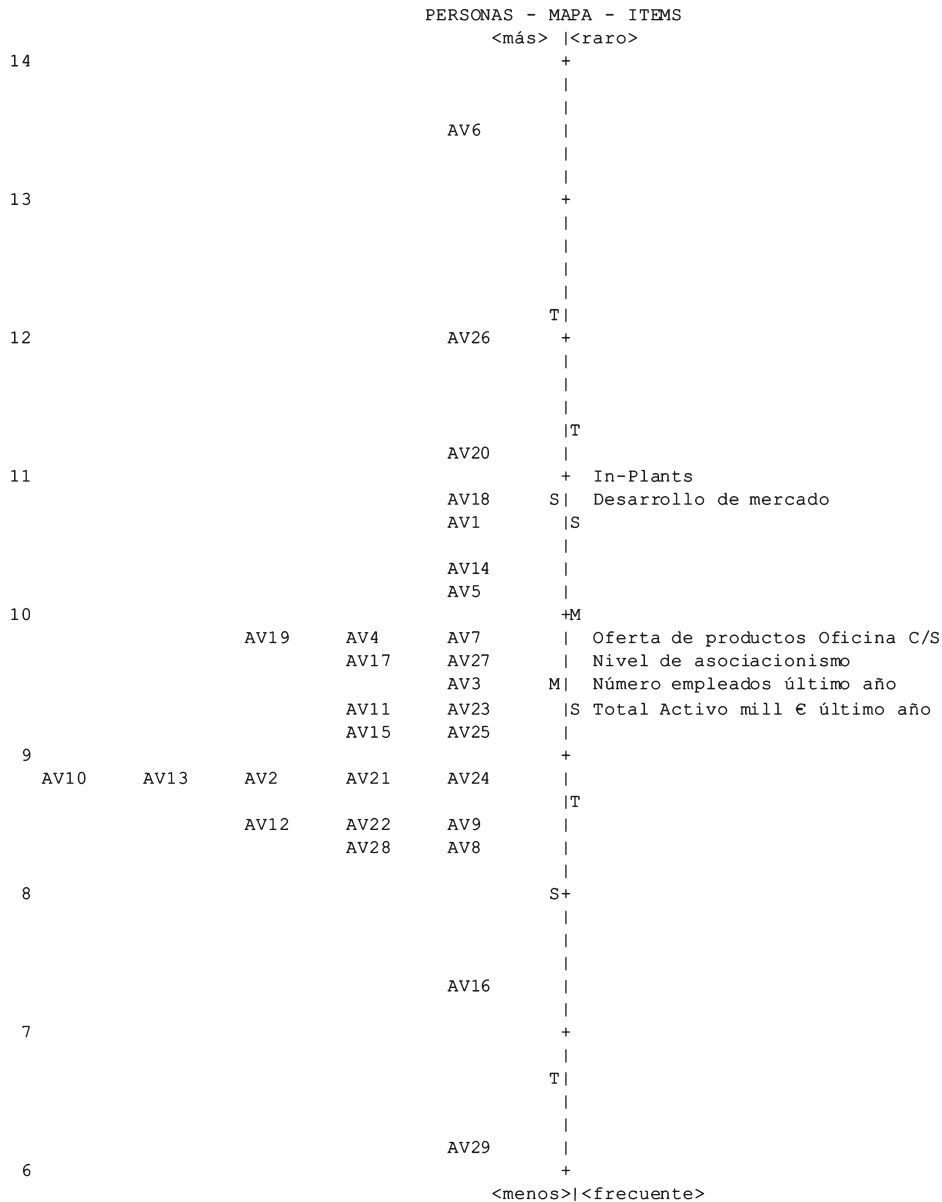 PERSONAS - MAPA - ITEMS
<más> |<raro>
14 +
|
|
AV6 |
|
|
13 +
|
|
|
|
T|
12 AV26 +
|
|
|
|T
AV20 |
11 + In-Plants
AV18 S| Desarrollo de mercado
AV1 |S
|
AV14 |
AV5 |
10 +M
AV19 AV4 AV7 | Oferta de productos Oficina C/S
AV17 AV27 | Nivel de asociacionismo
AV3 M| Número empleados último año
AV11 AV23 |S Total Activo mill € último año
AV15 AV25 |
9 +
AV10 AV13 AV2 AV21 AV24 |
|T
AV12 AV22 AV9 |
AV28 AV8 |
|
8 S+
|
|
|
AV16 |
|
7 +
|
T|
|
|
AV29 |
6 +
<menos>|<frecuente>